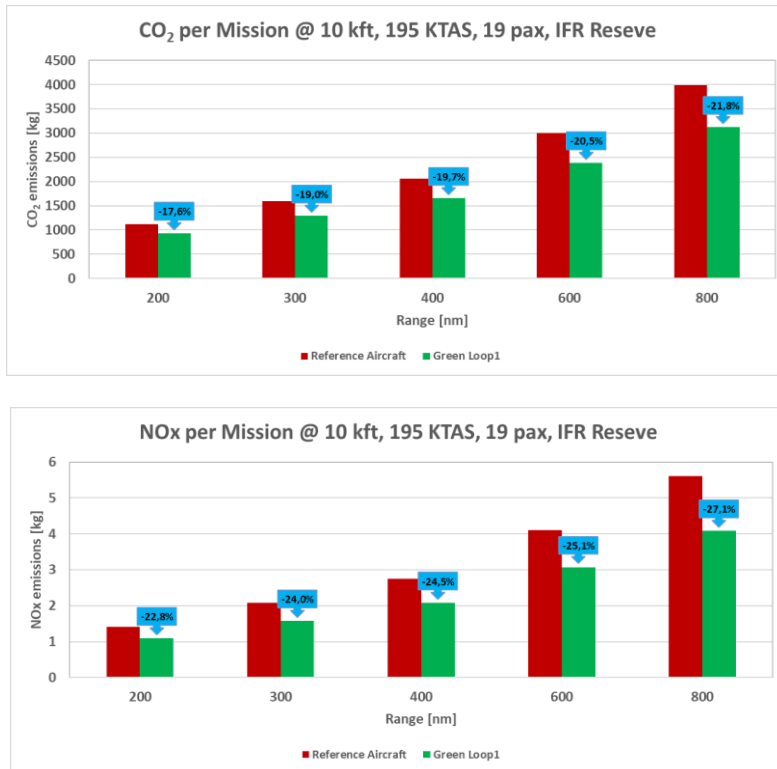 CO₂ per Mission @ 10 kft, 195 KTAS, 19 pax, IFR Reseve
CO₂ emissions [kg]
4500
4000
3500
3000
2500
2000
1500
1000
500
0
-17,6%
-19,0%
-19,7%
-20,5%
-21,8%
200 300 400 600 800
Range [nm]
Reference Aircraft Green Loop1
NOx per Mission @ 10 kft, 195 KTAS, 19 pax, IFR Reseve
NOx emissions [kg]
6
5
4
3
2
1
0
-22,8%
-24,0%
-24,5%
-25,1%
-27,1%
200 300 400 600 800
Range [nm]
Reference Aircraft Green Loop1